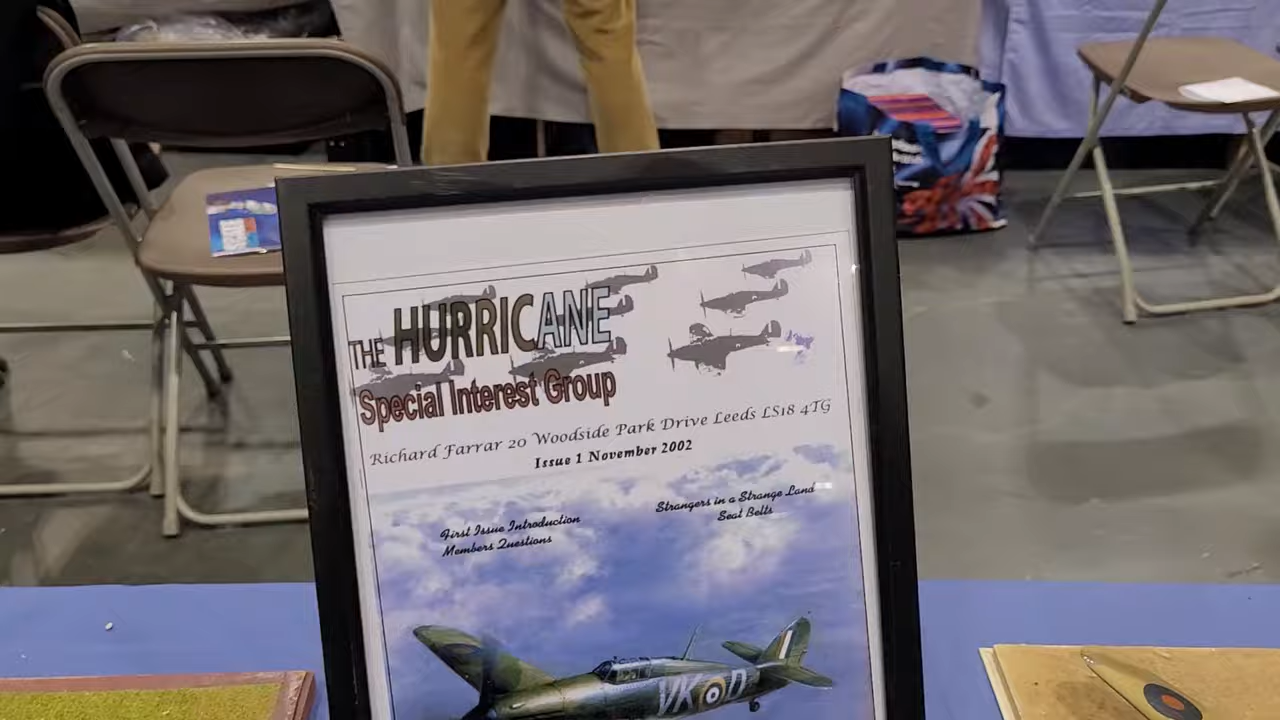 THE HURRICANE
Special Interest Group
Richard Farrar 20 Woodside Park Drive Leeds LS18 4TG
Issue 1 November 2002
First Issue Introduction
Members Questions
Strangers in a Strange Land
Seat Belts
VK D